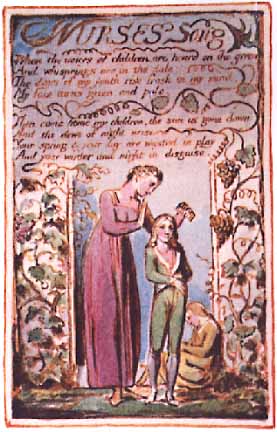 NURSES Song
When the voices of children, are heard on the green
And whisprings are in the dale:
The days of my youth rise fresh in my mind,
My face turns green and pale.
Then come home my children, the sun is gone down
And the dews of night arise
Your spring & your day, are wasted in play
And your winter and night in disguise.